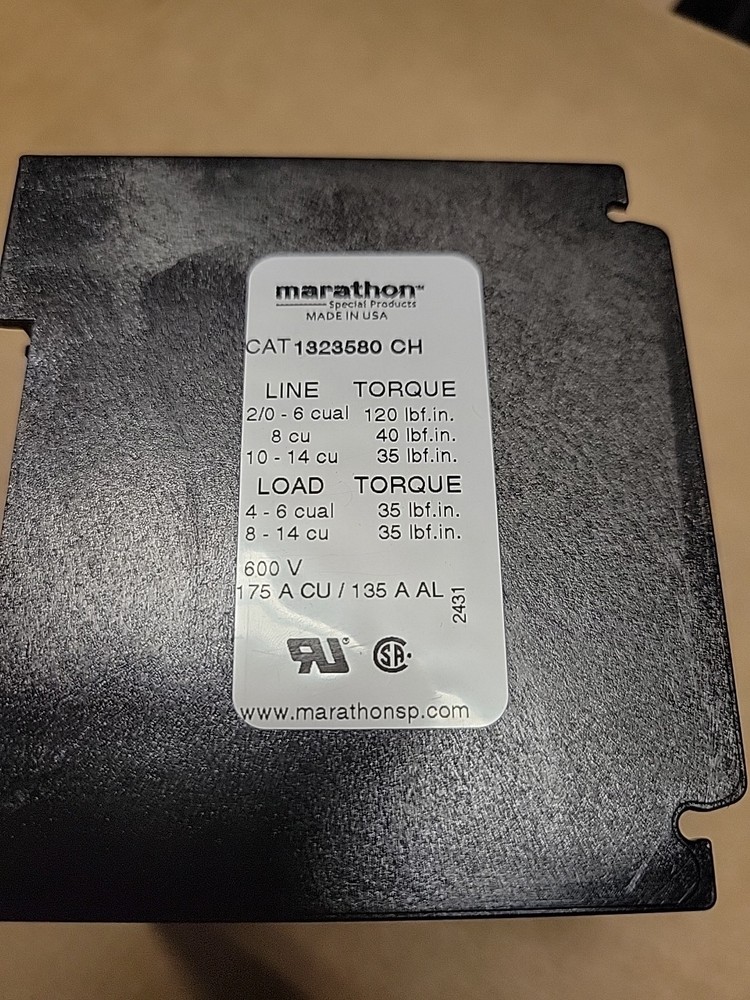 marathon™
Special Products
MADE IN USA
CAT 1323580 CH
LINE TORQUE
2/0 - 6 cual 120 lbf.in.
8 cu 40 lbf.in.
10 - 14 cu 35 lbf.in.
LOAD TORQUE
4 - 6 cual 35 lbf.in.
8 - 14 cu 35 lbf.in.
600 V
175 A CU / 135 A AL
2431
RU®
SA
www.marathonsp.com